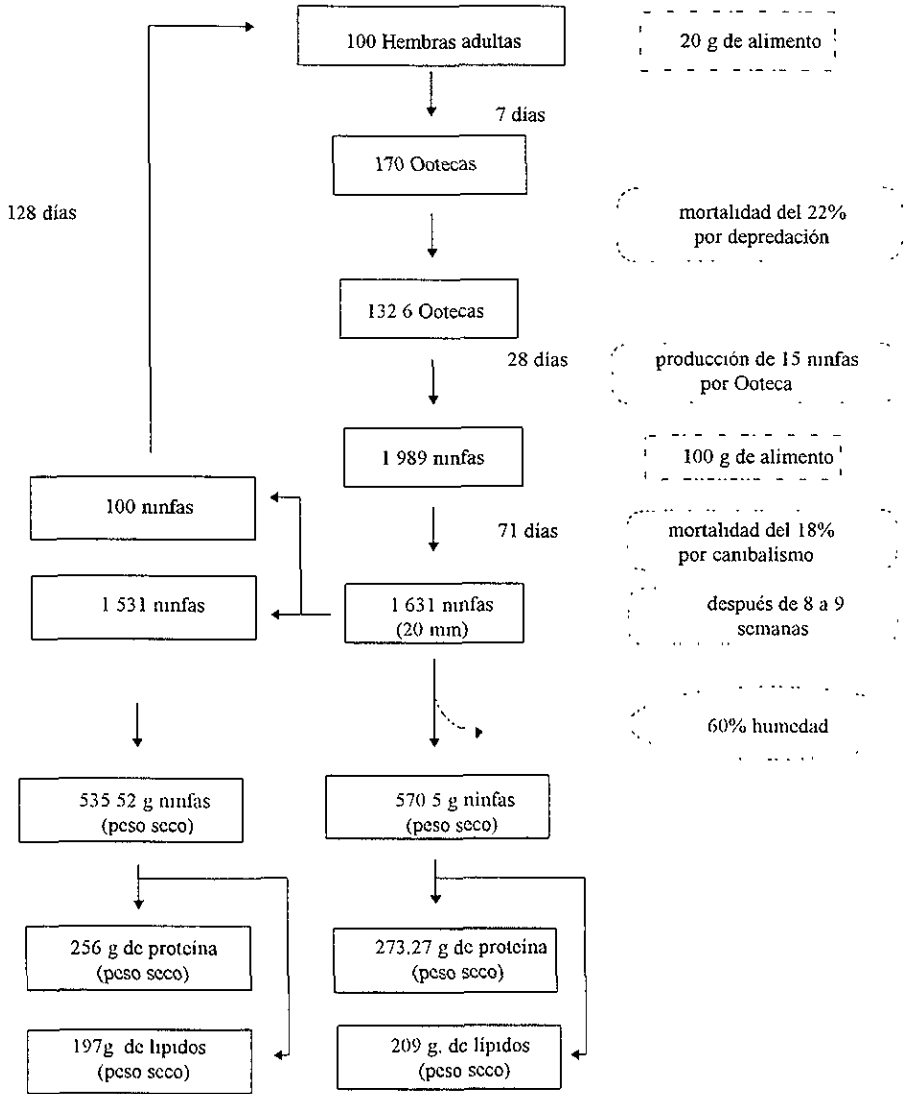 100 Hembras adultas
20 g de alimento
7 días
170 Ootecas
128 días
mortalidad del 22%
por depredación
132 6 Ootecas
28 días
producción de 15 ninfas
por Ooteca
1 989 ninfas
100 g de alimento
100 ninfas
71 días
mortalidad del 18%
por canibalismo
1 531 ninfas
1 631 ninfas
(20 mm)
después de 8 a 9
semanas
60% humedad
535 52 g ninfas
(peso seco)
570 5 g ninfas
(peso seco)
256 g de proteína
(peso seco)
273.27 g de proteína
(peso seco)
197g de lípidos
(peso seco)
209 g. de lípidos
(peso seco)